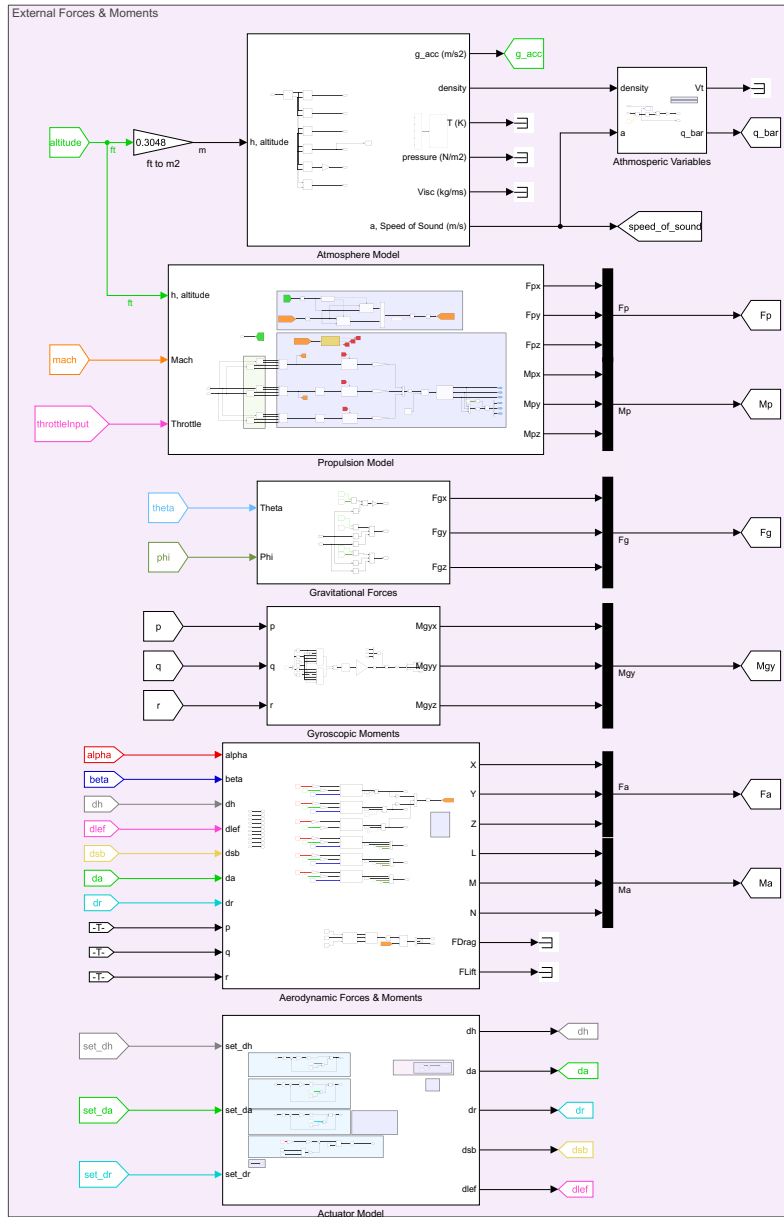 External Forces & Moments
altitude
ft
0.3048
ft to m2
m
h, altitude
g_acc (m/s2)
density
T (K)
pressure (N/m2)
Visc (kg/ms)
a, Speed of Sound (m/s)
Atmosphere Model
g_acc
density
a
Vt
q_bar
Athmosperic Variables
q_bar
speed_of_sound
ft
mach
throttleInput
h, altitude
Mach
Throttle
Fpx
Fpy
Fpz
Mpx
Mpy
Mpz
Propulsion Model
Fp
Mp
Fp
Mp
theta
phi
Theta
Phi
Fgx
Fgy
Fgz
Gravitational Forces
Fg
Fg
p
q
r
p
q
r
Mgyx
Mgyy
Mgyz
Gyroscopic Moments
Mgy
Mgy
alpha
beta
dh
dlef
dsb
da
dr
-T-
-T-
-T-
alpha
beta
dh
dlef
dsb
da
dr
p
q
r
X
Y
Z
L
M
N
FDrag
FLift
Aerodynamic Forces & Moments
Fa
Ma
Fa
Ma
set_dh
set_da
set_dr
set_dh
set_da
set_dr
dh
da
dr
dsb
dlef
Actuator Model
dh
da
dr
dsb
dlef